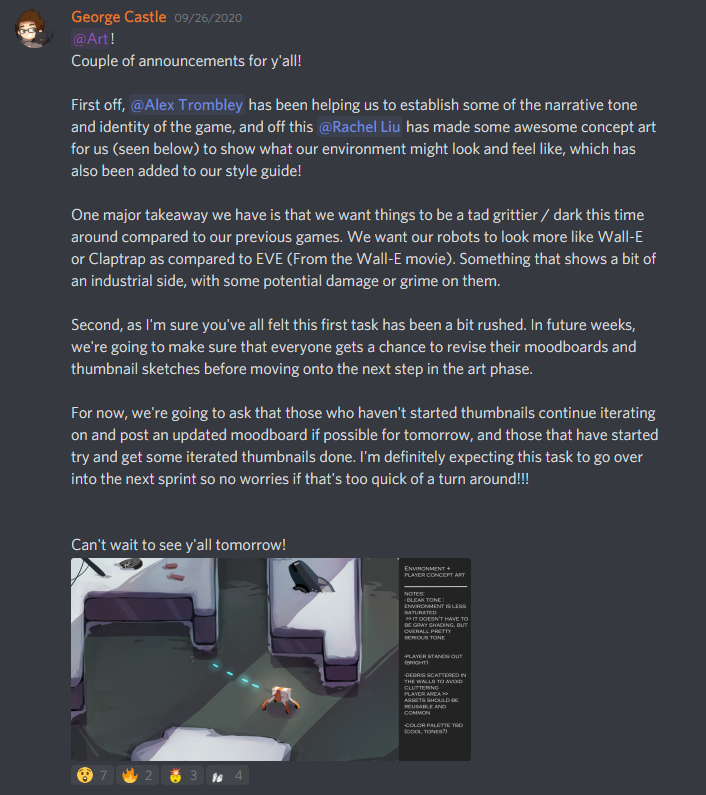 George Castle 09/26/2020
@Art!
Couple of announcements for y'all!
First off, @Alex Trombley has been helping us to establish some of the narrative tone
and identity of the game, and off this @Rachel Liu has made some awesome concept art
for us (seen below) to show what our environment might look and feel like, which has
also been added to our style guide!
One major takeaway we have is that we want things to be a tad grittier / dark this time
around compared to our previous games. We want our robots to look more like Wall-E
or Claptrap as compared to EVE (From the Wall-E movie). Something that shows a bit of
an industrial side, with some potential damage or grime on them.
Second, as I'm sure you've all felt this first task has been a bit rushed. In future weeks,
we're going to make sure that everyone gets a chance to revise their moodboards and
thumbnail sketches before moving onto the next step in the art phase.
For now, we're going to ask that those who haven't started thumbnails continue iterating
on and post an updated moodboard if possible for tomorrow, and those that have started
try and get some iterated thumbnails done. I'm definitely expecting this task to go over
into the next sprint so no worries if that's too quick of a turn around!!!
Can't wait to see y'all tomorrow!
ENVIRONMENT +
PLAYER CONCEPT ART
NOTES:
-BLEAK TONE :
ENVIRONMENT IS LESS
SATURATED
>> IT DOESN'T HAVE TO
BE GRAY SHADING, BUT
OVERALL PRETTY
SERIOUS TONE
-PLAYER STANDS OUT
(BRIGHT)
-DEBRIS SCATTERED IN
THE WALLS TO AVOID
CLUTTERING
PLAYER AREA >>
ASSETS SHOULD BE
REUSABLE AND
COMMON
-COLOR PALETTE TBD
(COOL TONES?)
7 2 3 4